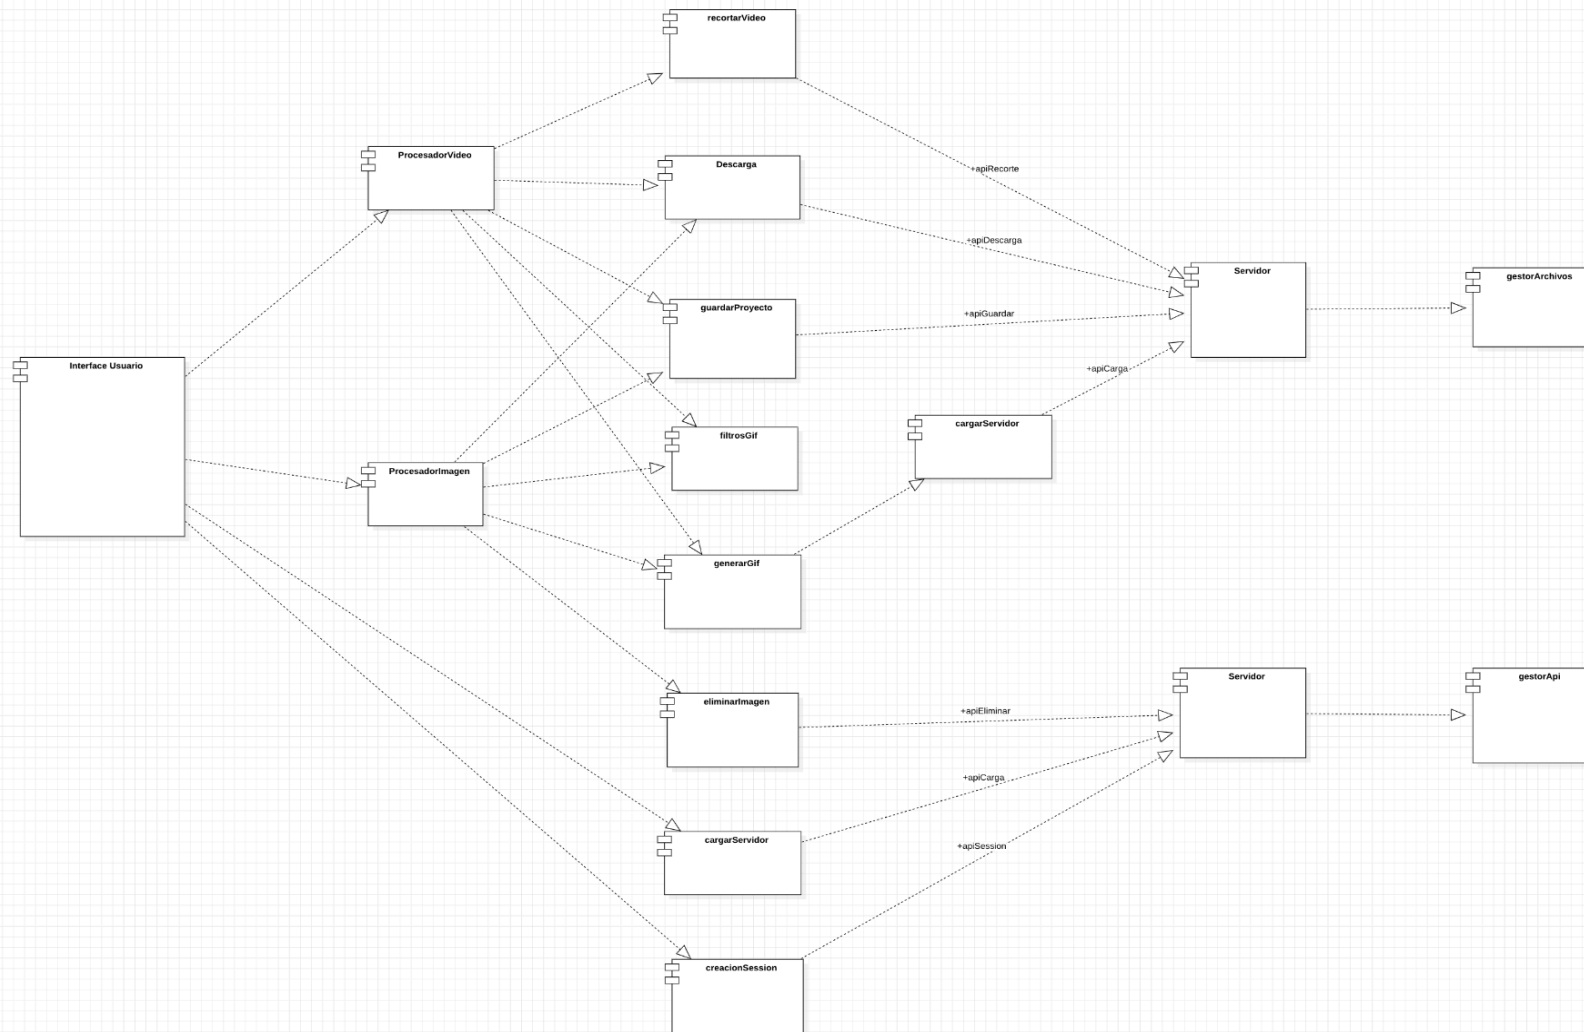 recortarVideo
ProcesadorVideo
Descarga
+apiRecorte
+apiDescarga
Servidor
gestorArchivos
guardarProyecto
+apiGuardar
Interface Usuario
+apiCarga
cargarServidor
filtrosGif
ProcesadorImagen
generarGif
Servidor
gestorApi
eliminarImagen
+apiEliminar
+apiCarga
cargarServidor
+apiSession
creacionSession